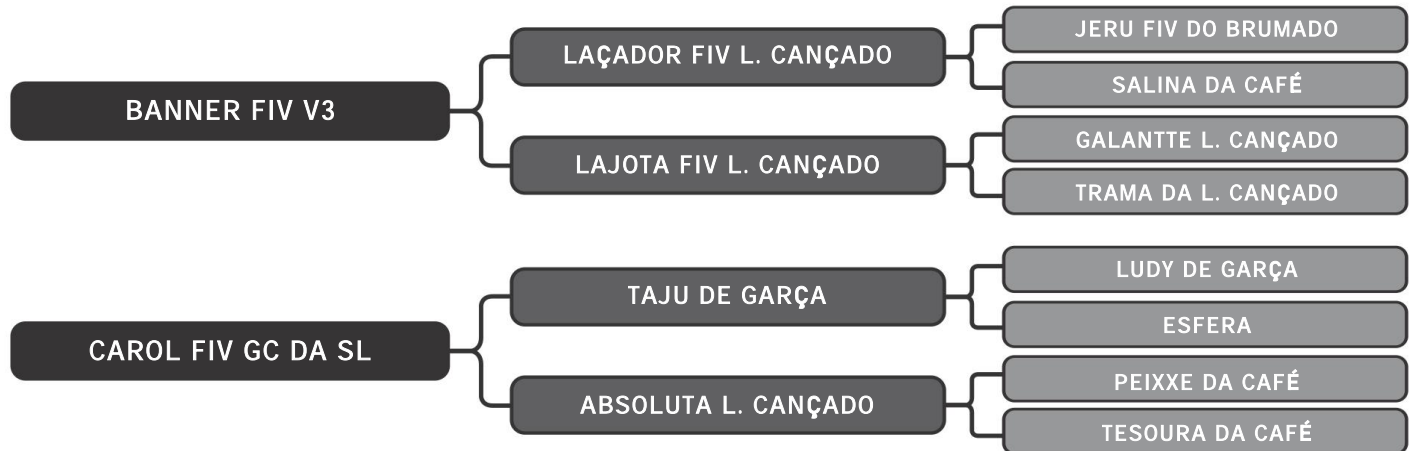 BANNER FIV V3
LAÇADOR FIV L. CANÇADO
JERU FIV DO BRUMADO
SALINA DA CAFÉ
LAJOTA FIV L. CANÇADO
GALANTTE L. CANÇADO
TRAMA DA L. CANÇADO
CAROL FIV GC DA SL
TAJU DE GARÇA
LUDY DE GARÇA
ESFERA
ABSOLUTA L. CANÇADO
PEIXXE DA CAFÉ
TESOURA DA CAFÉ